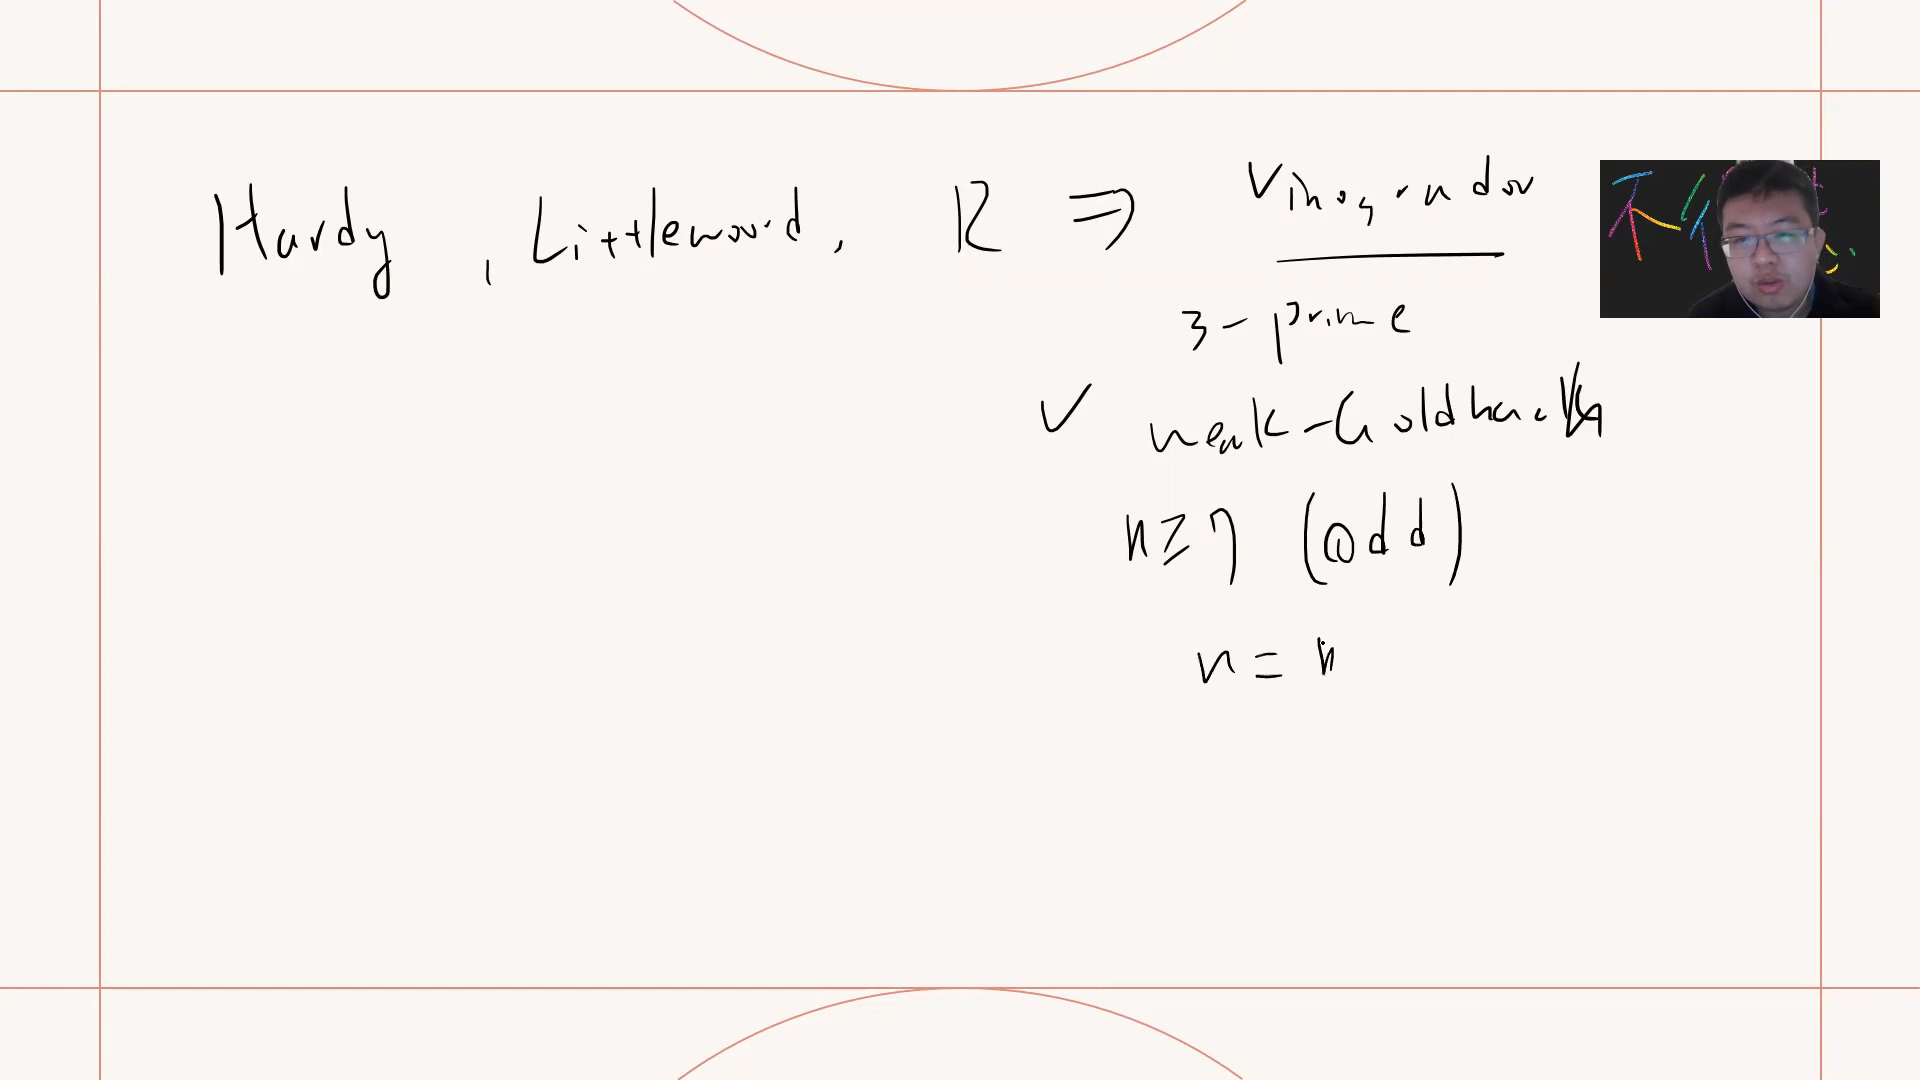 Hardy, Littlewood, R ⇒ Vinogradov
3-prime
✓ weak-Goldbach
n ≥ 7 (odd)
n =